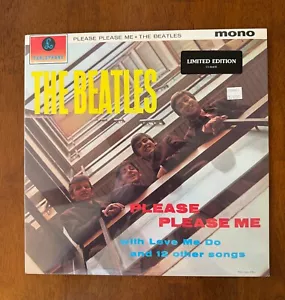 PLEASE PLEASE ME • THE BEATLES
mono
PARLOPHONE
LIMITED EDITION
THE BEATLES
PLEASE
PLEASE ME
with Love Me Do
and 12 other songs